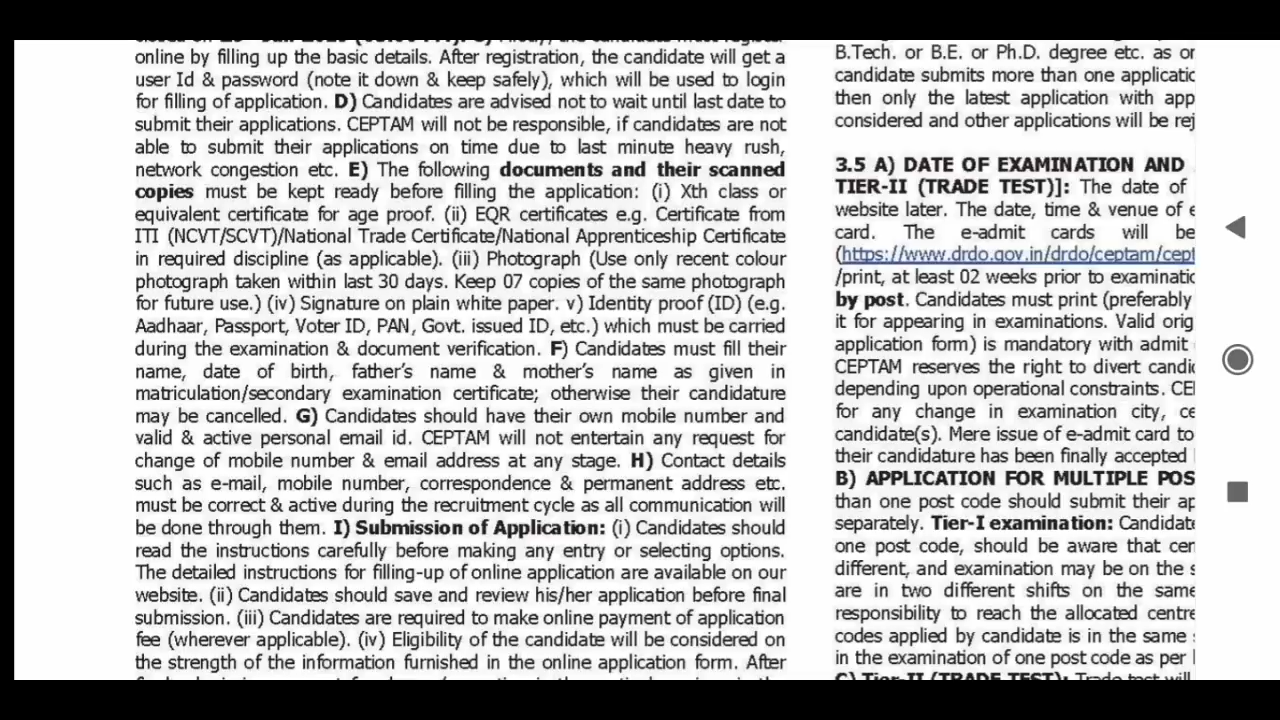 online by filling up the basic details. After registration, the candidate will get a
user Id & password (note it down & keep safely), which will be used to login
for filling of application. D) Candidates are advised not to wait until last date to
submit their applications. CEPTAM will not be responsible, if candidates are not
able to submit their applications on time due to last minute heavy rush,
network congestion etc. E) The following documents and their scanned
copies must be kept ready before filling the application: (i) Xth class or
equivalent certificate for age proof. (ii) EQR certificates e.g. Certificate from
ITI (NCVT/SCVT)/National Trade Certificate/National Apprenticeship Certificate
in required discipline (as applicable). (iii) Photograph (Use only recent colour
photograph taken within last 30 days. Keep 07 copies of the same photograph
for future use.) (iv) Signature on plain white paper. v) Identity proof (ID) (e.g.
Aadhaar, Passport, Voter ID, PAN, Govt. issued ID, etc.) which must be carried
during the examination & document verification. F) Candidates must fill their
name, date of birth, father's name & mother's name as given in
matriculation/secondary examination certificate; otherwise their candidature
may be cancelled. G) Candidates should have their own mobile number and
valid & active personal email id. CEPTAM will not entertain any request for
change of mobile number & email address at any stage. H) Contact details
such as e-mail, mobile number, correspondence & permanent address etc.
must be correct & active during the recruitment cycle as all communication will
be done through them. I) Submission of Application: (i) Candidates should
read the instructions carefully before making any entry or selecting options.
The detailed instructions for filling-up of online application are available on our
website. (ii) Candidates should save and review his/her application before final
submission. (iii) Candidates are required to make online payment of application
fee (wherever applicable). (iv) Eligibility of the candidate will be considered on
the strength of the information furnished in the online application form. After
B.Tech. or B.E. or Ph.D. degree etc. as or
candidate submits more than one applicatic
then only the latest application with app
considered and other applications will be rej
3.5 A) DATE OF EXAMINATION AND
TIER-II (TRADE TEST)]: The date of
website later. The date, time & venue of e
card. The e-admit cards will be
(https://www.drdo.gov.in/drdo/ceptam/cept
/print, at least 02 weeks prior to examinatic
by post. Candidates must print (preferably
it for appearing in examinations. Valid orig
application form) is mandatory with admit
CEPTAM reserves the right to divert candic
depending upon operational constraints. CE
for any change in examination city, ce
candidate(s). Mere issue of e-admit card to
their candidature has been finally accepted
B) APPLICATION FOR MULTIPLE POS
than one post code should submit their ap
separately. Tier-I examination: Candidate
one post code, should be aware that cen
different, and examination may be on the s
are in two different shifts on the same
responsibility to reach the allocated centre
codes applied by candidate is in the same
in the examination of one post code as per
C) Tier-II (TRADE TEST): Trade test will